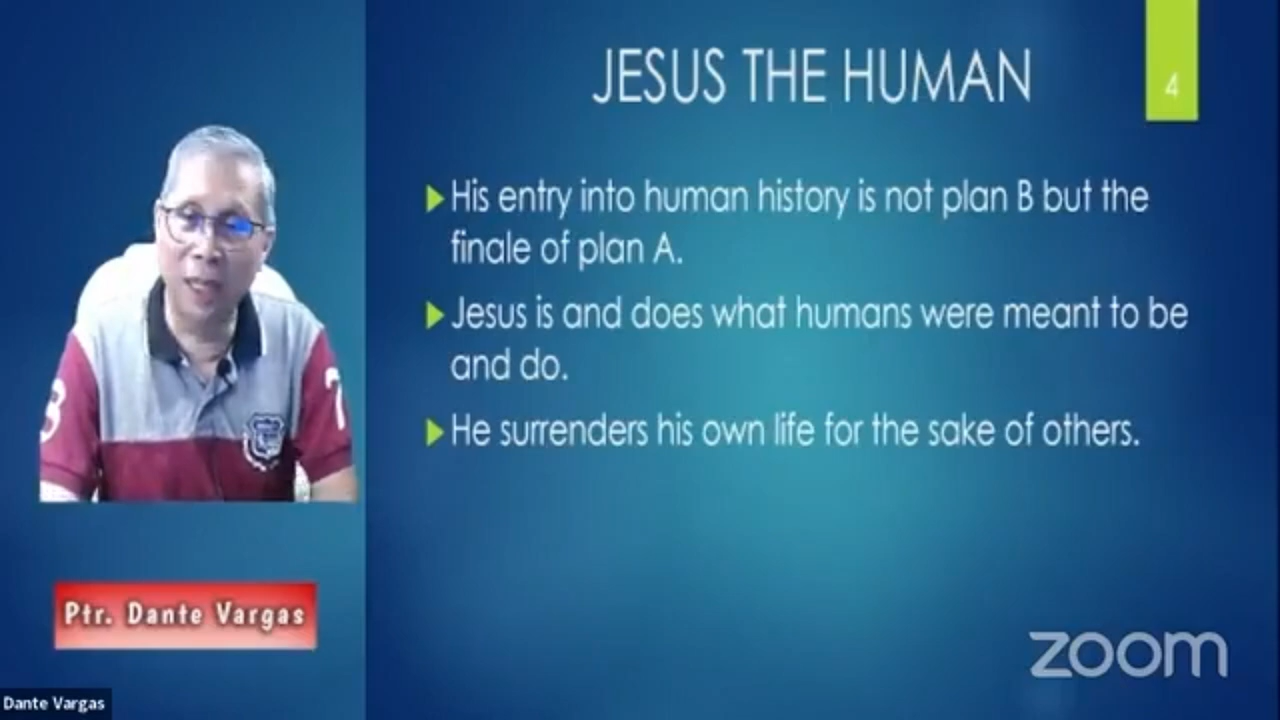 JESUS THE HUMAN
4
His entry into human history is not plan B but the
finale of plan A.
Jesus is and does what humans were meant to be
and do.
He surrenders his own life for the sake of others.
3
7
Ptr. Dante Vargas
zoom
Dante Vargas